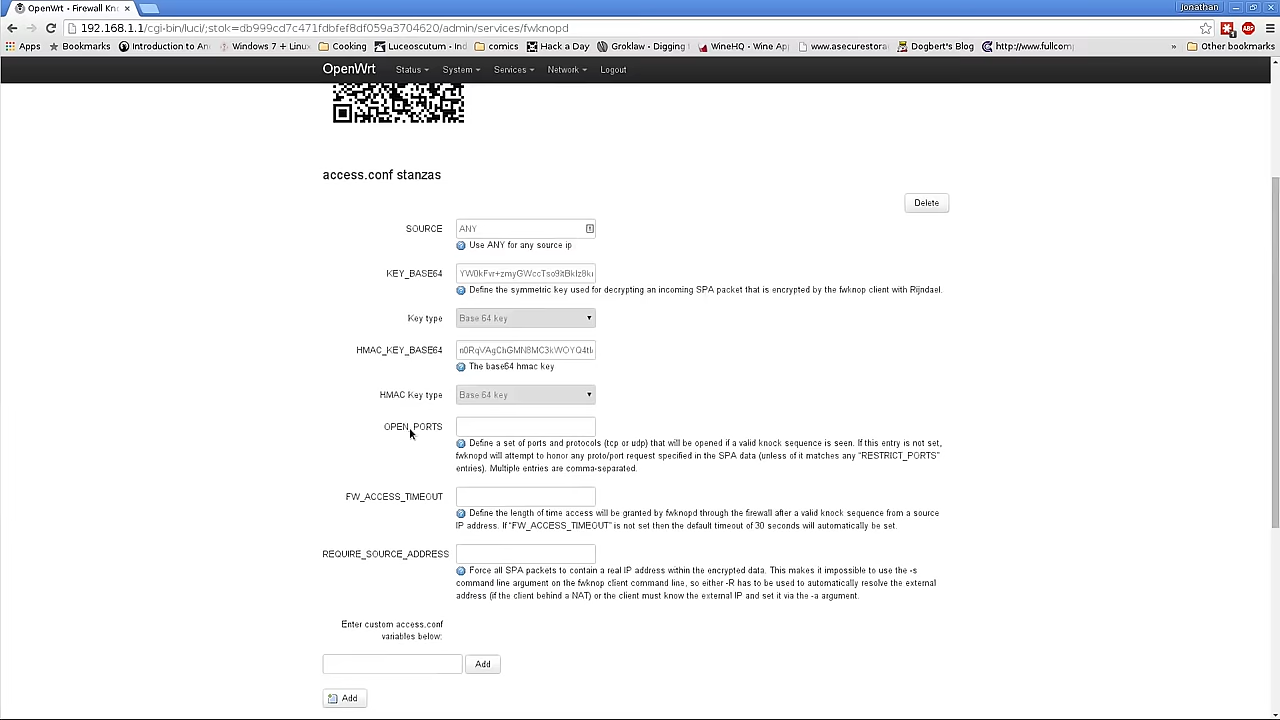 OpenWrt - Firewall Kno
Jonathan
192.168.1.1/cgi-bin/luci/;stok=db999cd7c471fdbfef8df059a3704620/admin/services/fwknopd
Apps Bookmarks Introduction to An Windows 7 + Linu Cooking Luceoscutum - Ind comics Hack a Day Groklaw - Digging WineHQ - Wine Ap www.asecurestora Dogbert's Blog http://www.fullcom » Other bookmarks
OpenWrt Status System Services Network Logout
access.conf stanzas
Delete
SOURCE ANY
Use ANY for any source ip
KEY_BASE64
Define the symmetric key used for decrypting an incoming SPA packet that is encrypted by the fwknop client with Rijndael.
Key type Base 64 key
HMAC_KEY_BASE64
The base64 hmac key
HMAC Key type Base 64 key
OPEN_PORTS
Define a set of ports and protocols (tcp or udp) that will be opened if a valid knock sequence is seen. If this entry is not set,
fwknopd will attempt to honor any proto/port request specified in the SPA data (unless of it matches any "RESTRICT_PORTS"
entries). Multiple entries are comma-separated.
FW_ACCESS_TIMEOUT
Define the length of time access will be granted by fwknopd through the firewall after a valid knock sequence from a source
IP address. If "FW_ACCESS_TIMEOUT" is not set then the default timeout of 30 seconds will automatically be set.
REQUIRE_SOURCE_ADDRESS
Force all SPA packets to contain a real IP address within the encrypted data. This makes it impossible to use the -s
command line argument on the fwknop client command line, so either -R has to be used to automatically resolve the external
address (if the client behind a NAT) or the client must know the external IP and set it via the -a argument.
Enter custom access.conf
variables below:
Add
Add